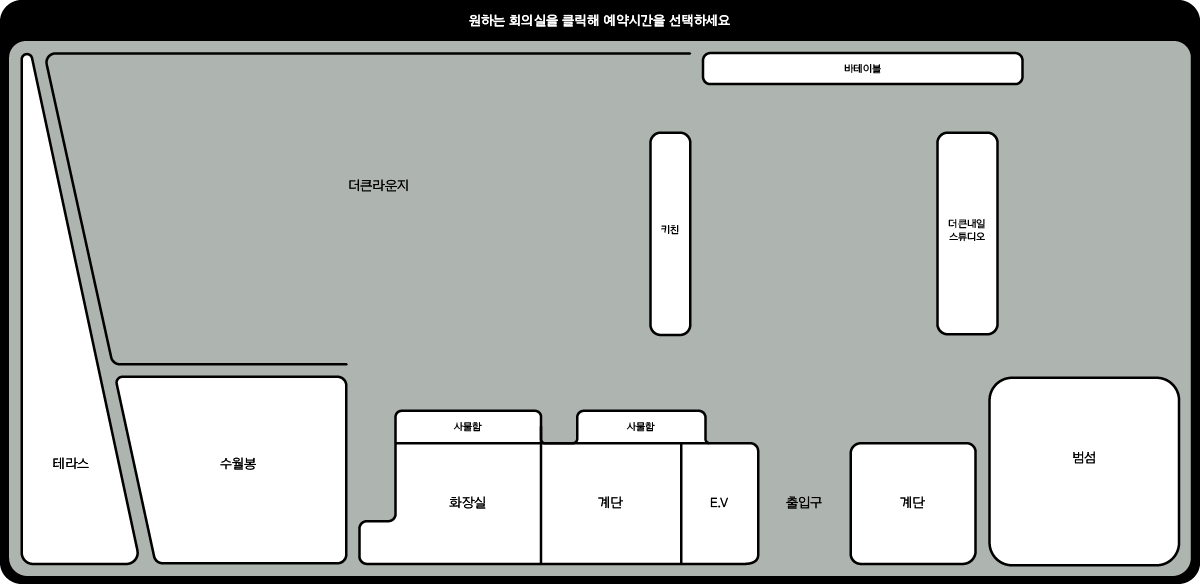 원하는 회의실을 클릭해 예약시간을 선택하세요
바테이블
더큰라운지
키친
더큰내일
스튜디오
사물함
사물함
테라스
수월봉
범섬
화장실
계단
E.V
출입구
계단